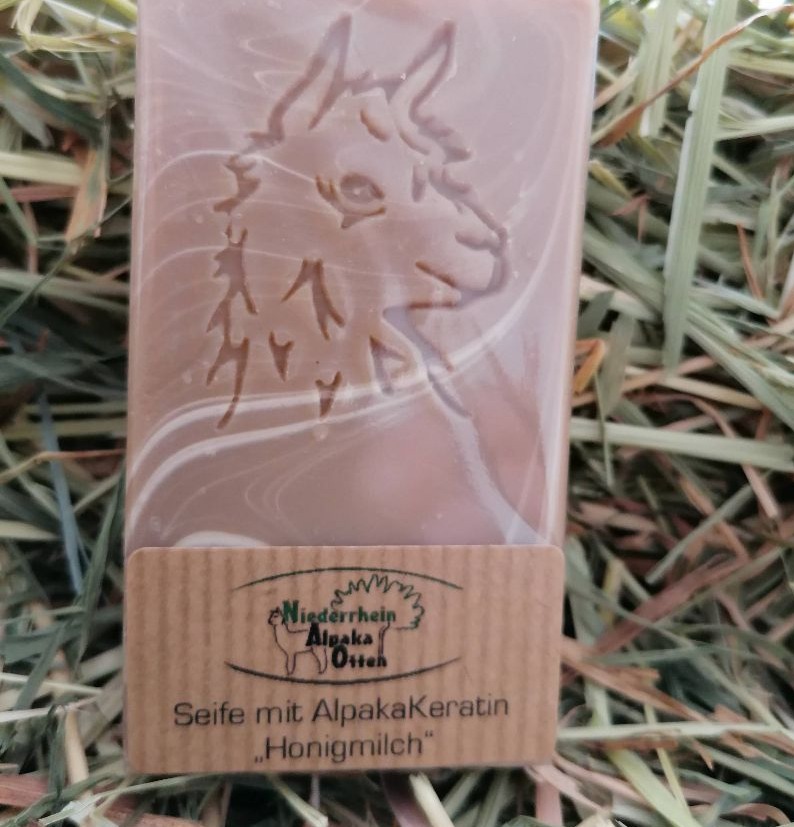 Niederrhein
Alpaka
Otten
Seife mit AlpakaKeratin
„Honigmilch“